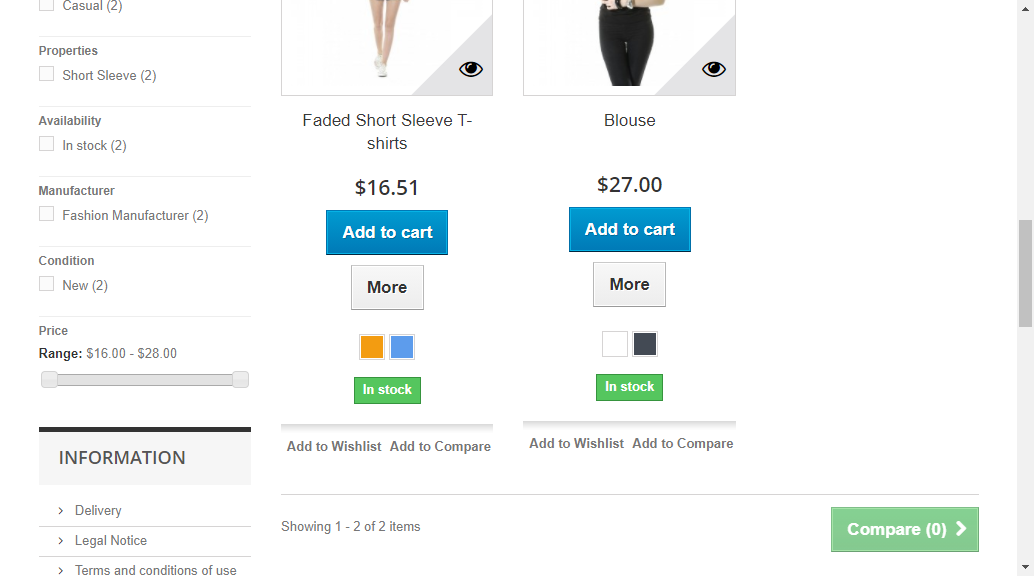 Casual (2)
Properties
Short Sleeve (2)
Availability
In stock (2)
Manufacturer
Fashion Manufacturer (2)
Condition
New (2)
Price
Range: $16.00 - $28.00
INFORMATION
Delivery
Legal Notice
Terms and conditions of use
Faded Short Sleeve T-
shirts
$16.51
Add to cart
More
In stock
Add to Wishlist Add to Compare
Blouse
$27.00
Add to cart
More
In stock
Add to Wishlist Add to Compare
Showing 1 - 2 of 2 items
Compare (0)